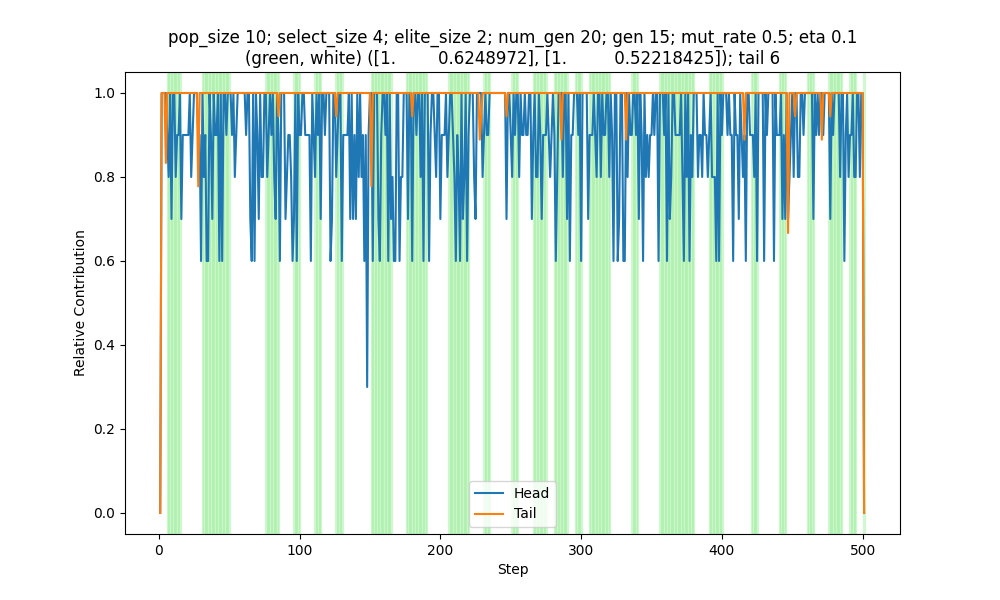 pop_size 10; select_size 4; elite_size 2; num_gen 20; gen 15; mut_rate 0.5; eta 0.1
(green, white) ([1.         0.6248972], [1.         0.52218425]); tail 6
1.0
0.8
0.6
0.4
0.2
0.0
Relative Contribution
Head
Tail
0 100 200 300 400 500
Step